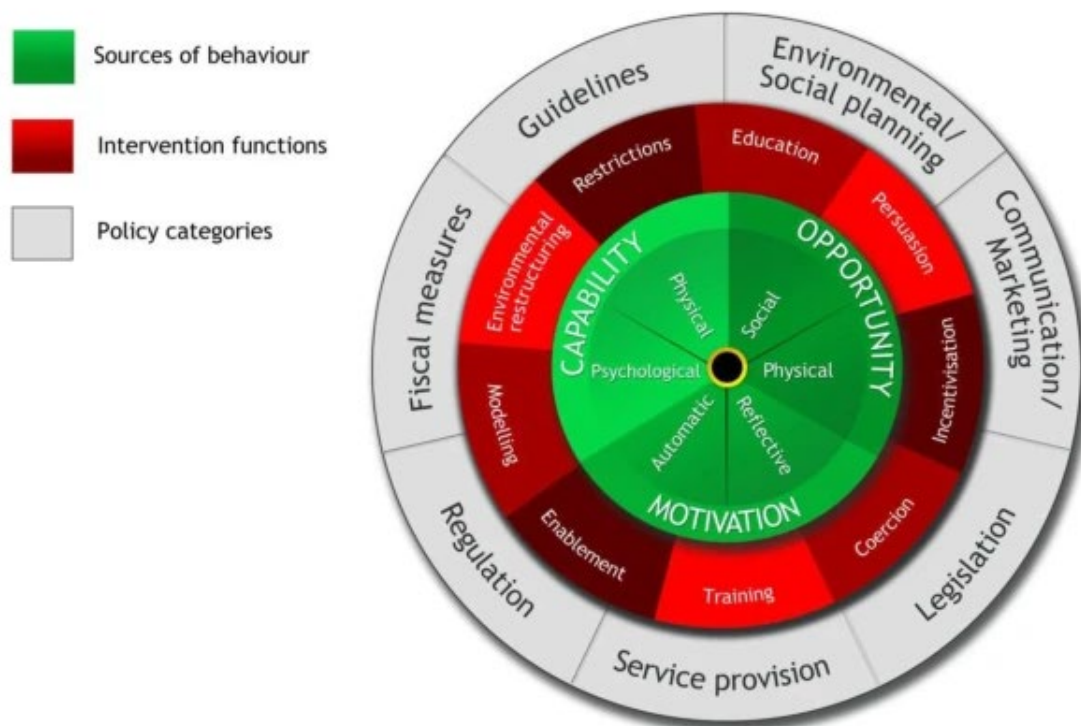 Sources of behaviour
Intervention functions
Policy categories
Guidelines
Environmental/
Social planning
Communication/
Marketing
Legislation
Service provision
Regulation
Fiscal measures
Restrictions
Education
Persuasion
Incentivisation
Coercion
Training
Enablement
Modelling
Environmental
restructuring
CAPABILITY
OPPORTUNITY
MOTIVATION
Physical
Social
Physical
Reflective
Automatic
Psychological